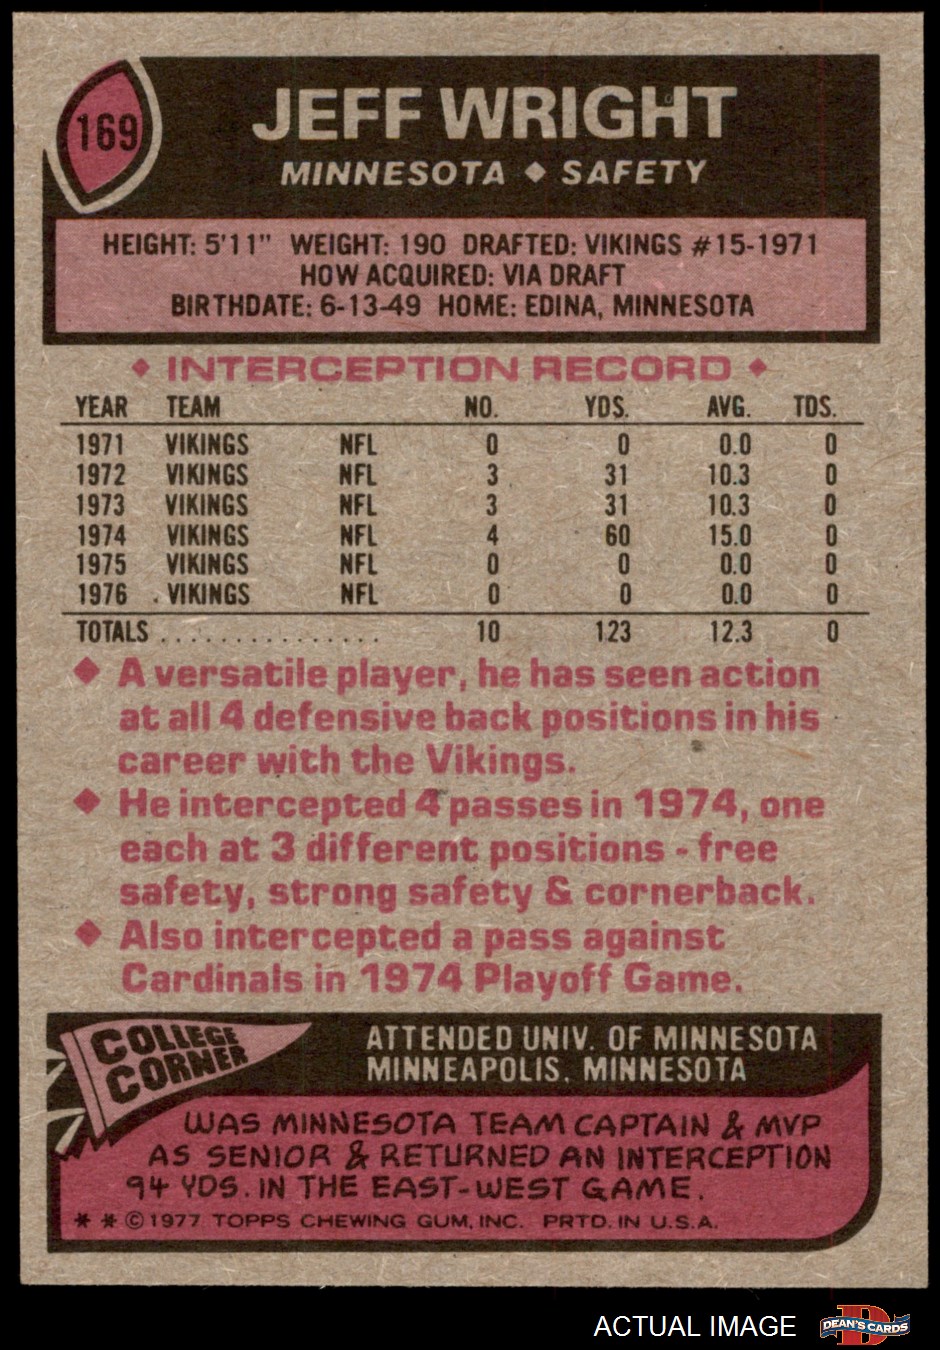 169
JEFF WRIGHT
MINNESOTA ◆ SAFETY
HEIGHT: 5'11" WEIGHT: 190 DRAFTED: VIKINGS #15-1971
HOW ACQUIRED: VIA DRAFT
BIRTHDATE: 6-13-49 HOME: EDINA, MINNESOTA
◆ INTERCEPTION RECORD ◆
YEAR TEAM NO. YDS. AVG. TDS.
1971 VIKINGS NFL 0 0 0.0 0
1972 VIKINGS NFL 3 31 10.3 0
1973 VIKINGS NFL 3 31 10.3 0
1974 VIKINGS NFL 4 60 15.0 0
1975 VIKINGS NFL 0 0 0.0 0
1976 VIKINGS NFL 0 0 0.0 0
TOTALS ................ 10 123 12.3 0
◆ A versatile player, he has seen action
at all 4 defensive back positions in his
career with the Vikings.
◆ He intercepted 4 passes in 1974, one
each at 3 different positions - free
safety, strong safety & cornerback.
◆ Also intercepted a pass against
Cardinals in 1974 Playoff Game.
COLLEGE
CORNER
ATTENDED UNIV. OF MINNESOTA
MINNEAPOLIS, MINNESOTA
WAS MINNESOTA TEAM CAPTAIN & MVP
AS SENIOR & RETURNED AN INTERCEPTION
94 YDS. IN THE EAST-WEST GAME.
* * © 1977 TOPPS CHEWING GUM, INC. PRTD. IN U.S.A.
ACTUAL IMAGE
D
DEAN'S CARDS